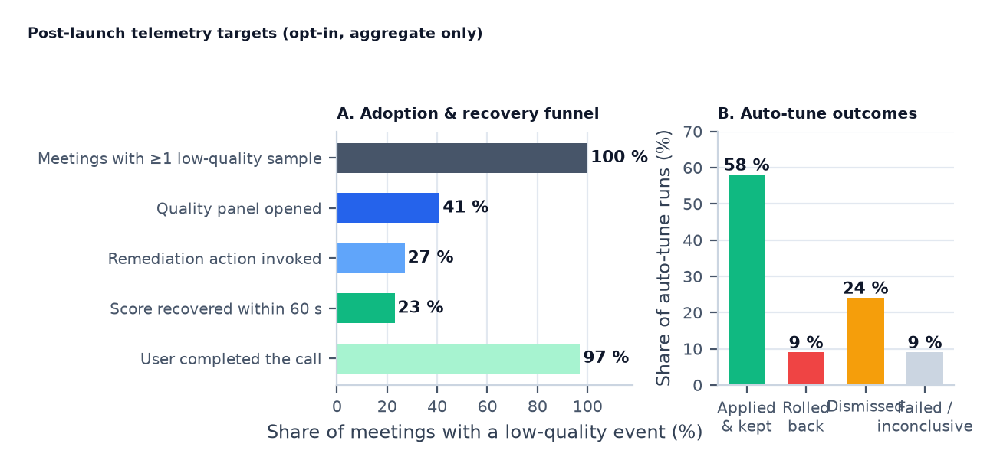 Post-launch telemetry targets (opt-in, aggregate only)
A. Adoption & recovery funnel
Meetings with ≥1 low-quality sample
100 %
Quality panel opened
41 %
Remediation action invoked
27 %
Score recovered within 60 s
23 %
User completed the call
97 %
0 20 40 60 80 100
Share of meetings with a low-quality event (%)
B. Auto-tune outcomes
Share of auto-tune runs (%)
70
60
50
40
30
20
10
0
58 %
9 %
24 %
9 %
Applied
& kept
Rolled
back
Dismissed
Failed /
inconclusive